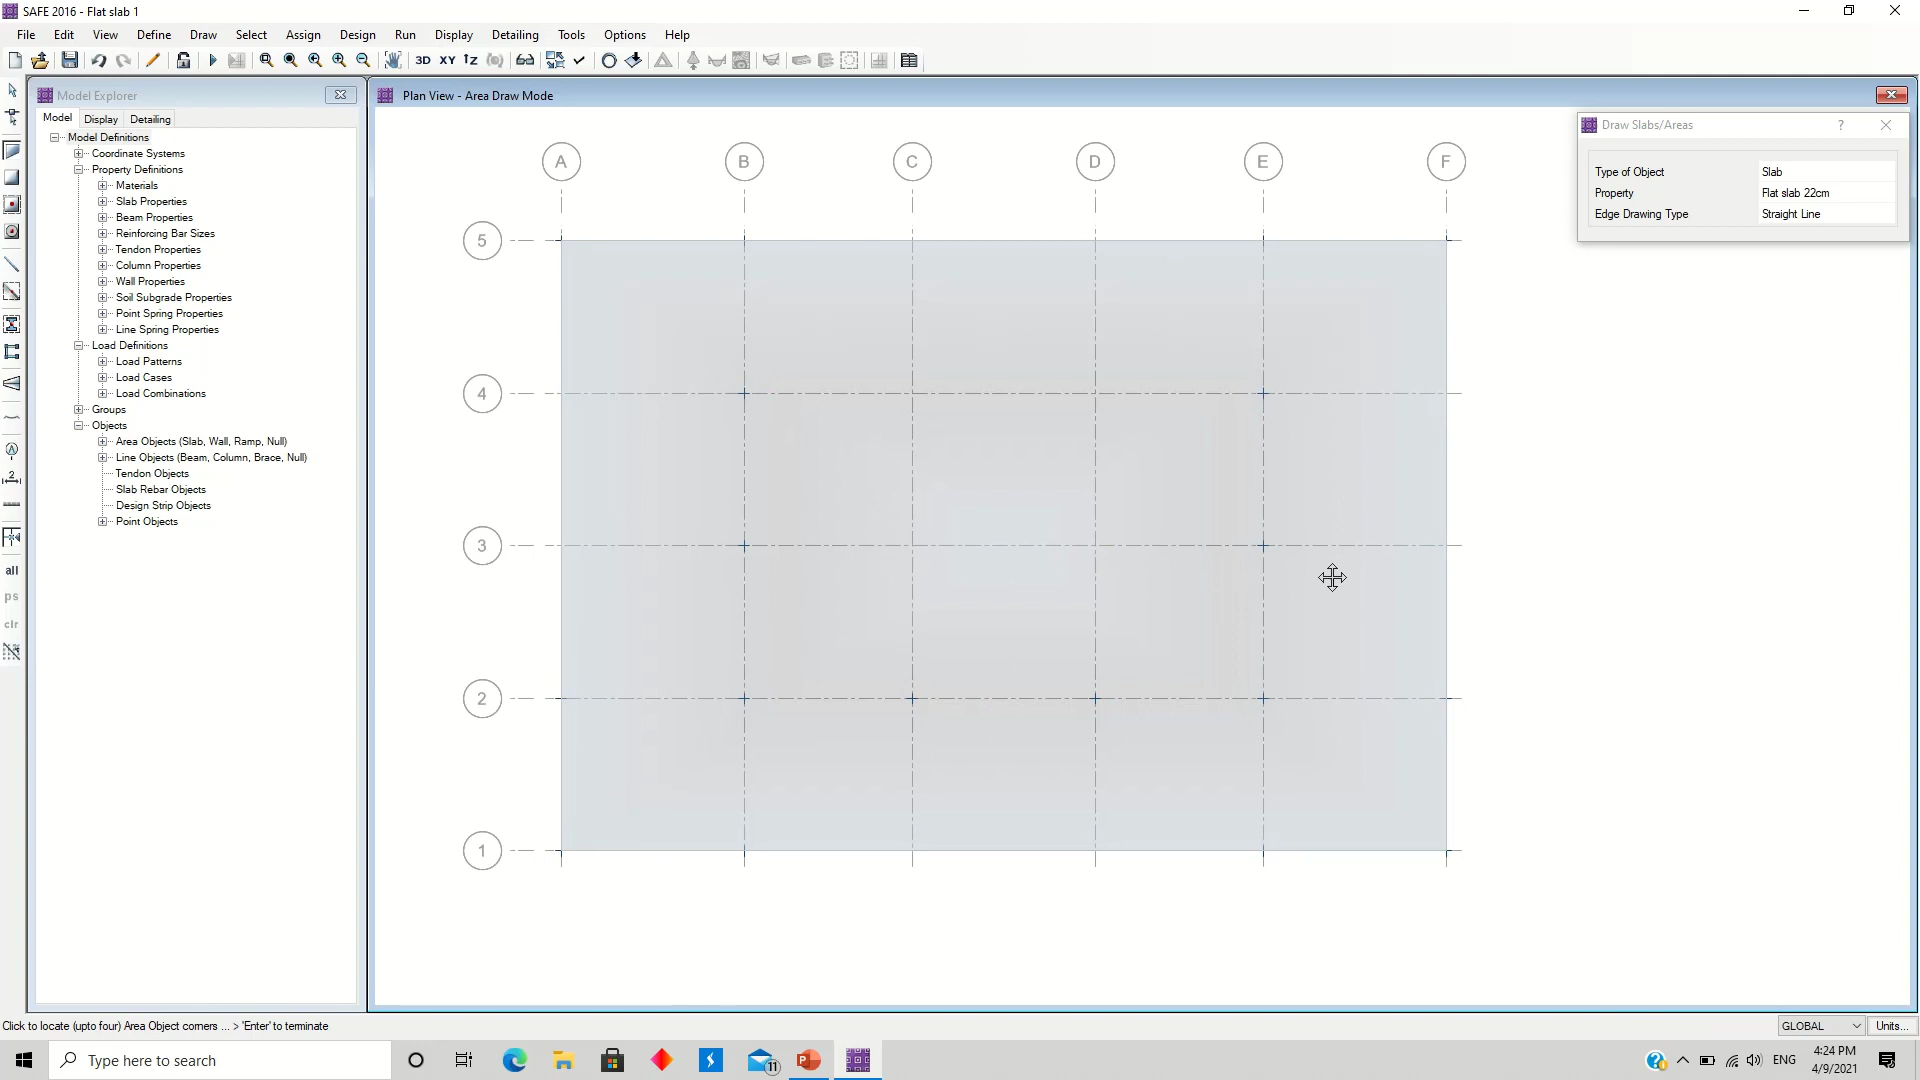 SAFE 2016 - Flat slab 1
File Edit View Define Draw Select Assign Design Run Display Detailing Tools Options Help
3D XY
Model Explorer
Model Display Detailing
Model Definitions
Coordinate Systems
Property Definitions
Materials
Slab Properties
Beam Properties
Reinforcing Bar Sizes
Tendon Properties
Column Properties
Wall Properties
Soil Subgrade Properties
Point Spring Properties
Line Spring Properties
Load Definitions
Load Patterns
Load Cases
Load Combinations
Groups
Objects
Area Objects (Slab, Wall, Ramp, Null)
Line Objects (Beam, Column, Brace, Null)
Tendon Objects
Slab Rebar Objects
Design Strip Objects
Point Objects
all
ps
clr
Plan View - Area Draw Mode
A B C D E F
5
4
3
2
1
Draw Slabs/Areas ?
Type of Object Slab
Property Flat slab 22cm
Edge Drawing Type Straight Line
Click to locate (upto four) Area Object corners ... > 'Enter' to terminate
GLOBAL Units...
Type here to search
11
ENG
4:24 PM
4/9/2021